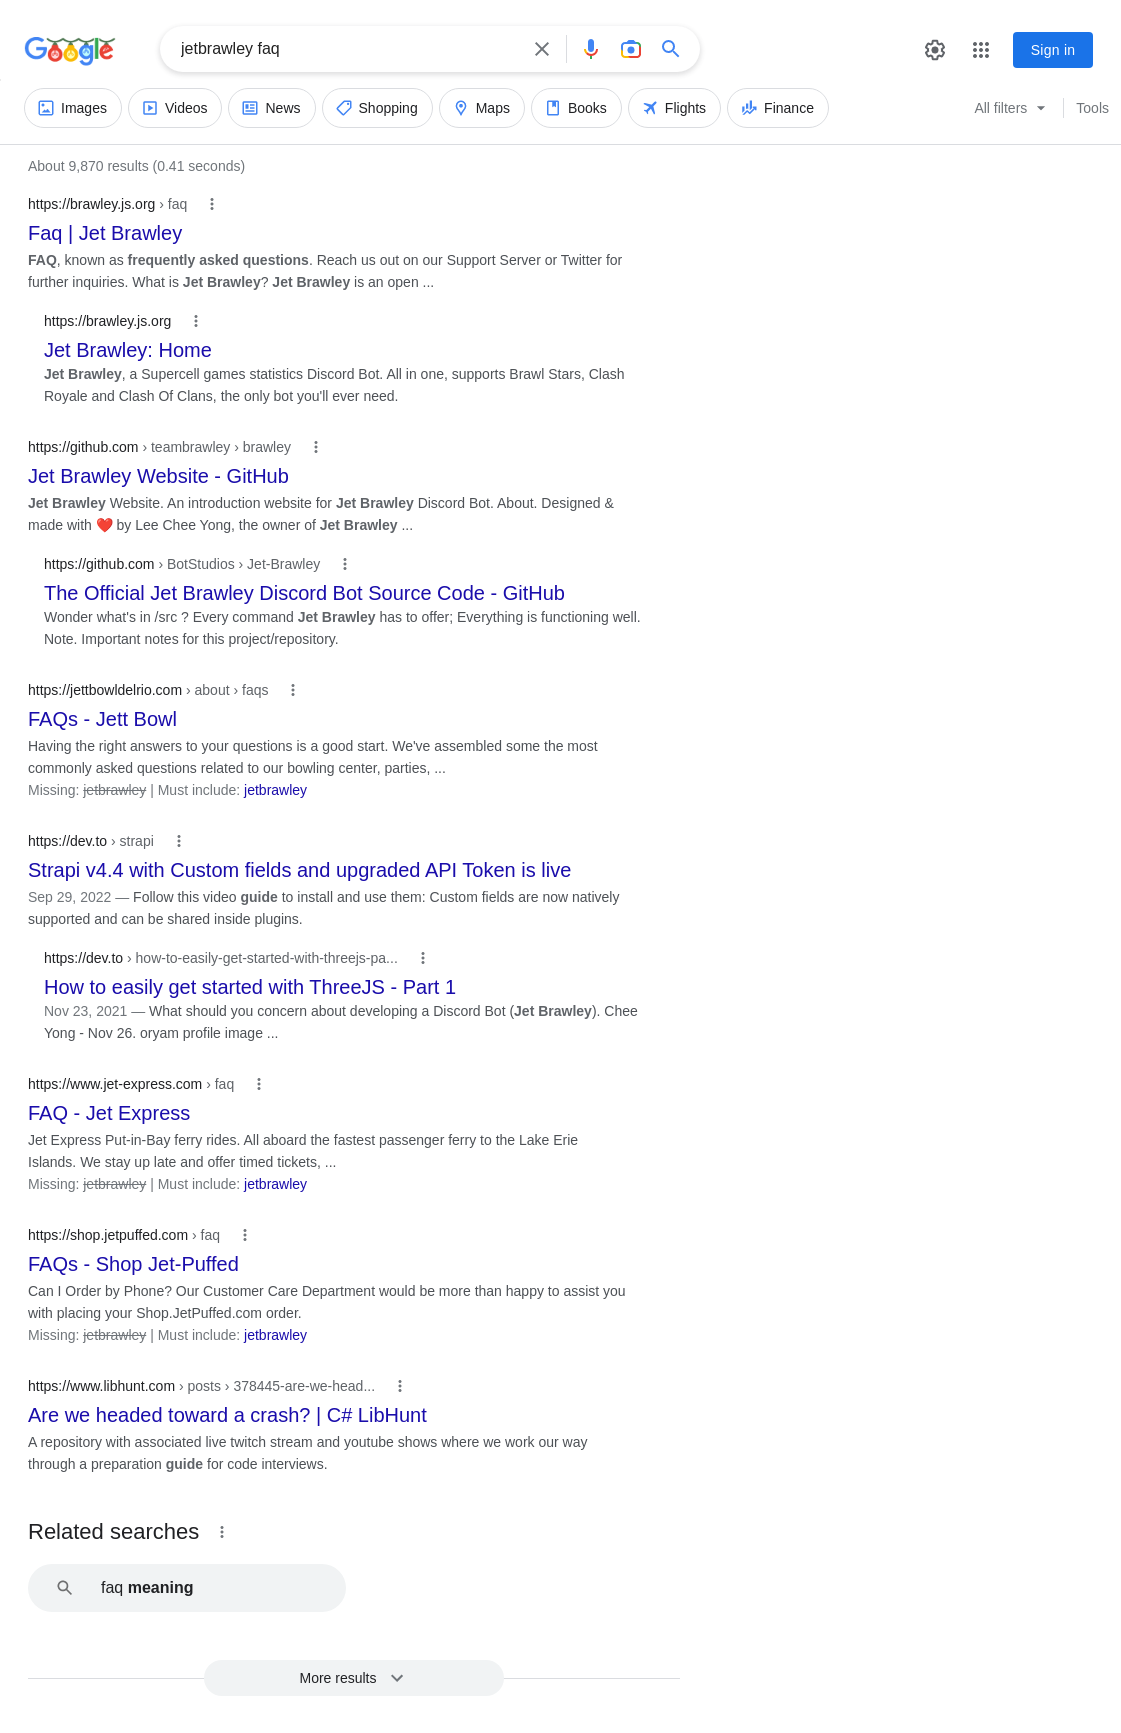 Google
jetbrawley faq
Sign in
Images
Videos
News
Shopping
Maps
Books
Flights
Finance
All filters
Tools
About 9,870 results (0.41 seconds)
https://brawley.js.org › faq
Faq | Jet Brawley
FAQ, known as frequently asked questions. Reach us out on our Support Server or Twitter for
further inquiries. What is Jet Brawley? Jet Brawley is an open ...
https://brawley.js.org
Jet Brawley: Home
Jet Brawley, a Supercell games statistics Discord Bot. All in one, supports Brawl Stars, Clash
Royale and Clash Of Clans, the only bot you'll ever need.
https://github.com › teambrawley › brawley
Jet Brawley Website - GitHub
Jet Brawley Website. An introduction website for Jet Brawley Discord Bot. About. Designed &
made with ❤️ by Lee Chee Yong, the owner of Jet Brawley ...
https://github.com › BotStudios › Jet-Brawley
The Official Jet Brawley Discord Bot Source Code - GitHub
Wonder what's in /src ? Every command Jet Brawley has to offer; Everything is functioning well.
Note. Important notes for this project/repository.
https://jettbowldelrio.com › about › faqs
FAQs - Jett Bowl
Having the right answers to your questions is a good start. We've assembled some the most
commonly asked questions related to our bowling center, parties, ...
Missing: jetbrawley | Must include: jetbrawley
https://dev.to › strapi
Strapi v4.4 with Custom fields and upgraded API Token is live
Sep 29, 2022 — Follow this video guide to install and use them: Custom fields are now natively
supported and can be shared inside plugins.
https://dev.to › how-to-easily-get-started-with-threejs-pa...
How to easily get started with ThreeJS - Part 1
Nov 23, 2021 — What should you concern about developing a Discord Bot (Jet Brawley). Chee
Yong - Nov 26. oryam profile image ...
https://www.jet-express.com › faq
FAQ - Jet Express
Jet Express Put-in-Bay ferry rides. All aboard the fastest passenger ferry to the Lake Erie
Islands. We stay up late and offer timed tickets, ...
Missing: jetbrawley | Must include: jetbrawley
https://shop.jetpuffed.com › faq
FAQs - Shop Jet-Puffed
Can I Order by Phone? Our Customer Care Department would be more than happy to assist you
with placing your Shop.JetPuffed.com order.
Missing: jetbrawley | Must include: jetbrawley
https://www.libhunt.com › posts › 378445-are-we-head...
Are we headed toward a crash? | C# LibHunt
A repository with associated live twitch stream and youtube shows where we work our way
through a preparation guide for code interviews.
Related searches
faq meaning
More results